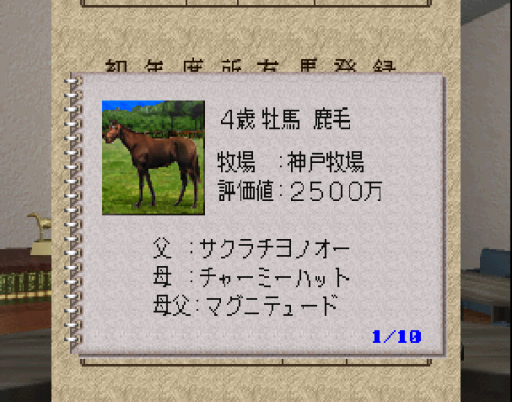 初年度所有馬登録
4歳 牡馬 鹿毛
牧場 :神戸牧場
評価値:2500万
父 :サクラチヨノオー
母 :チャーミーハット
母父:マグニテュード
1/10